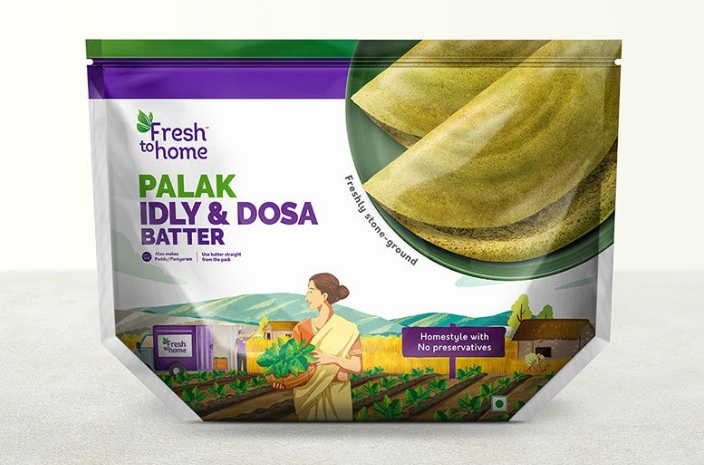 Fresh
to home
PALAK
IDLY & DOSA
BATTER
Also makes
Paddu/Paniyaram
Use batter straight
from the pack
Freshly stone-ground
Fresh
to home
Homestyle with
No preservatives